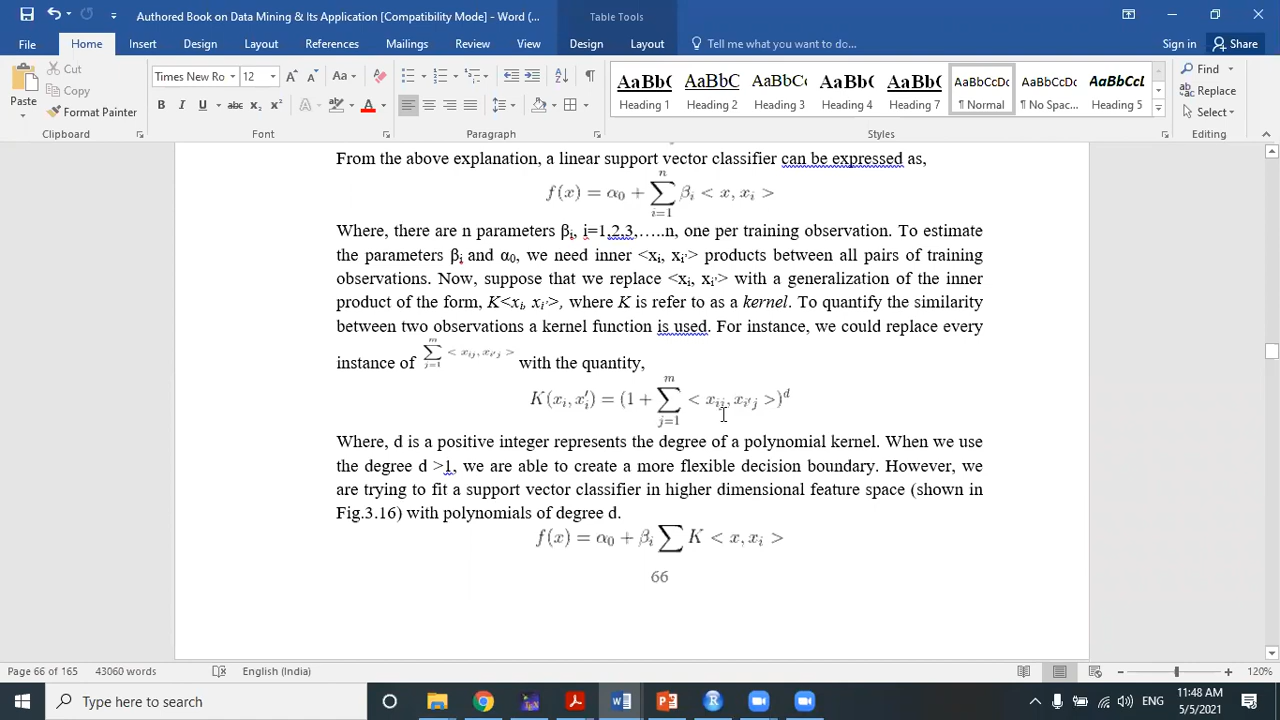 Authored Book on Data Mining & Its Application [Compatibility Mode] - Word (...
Table Tools
File Home Insert Design Layout References Mailings Review View Design Layout Tell me what you want to do... Sign in Share
Paste
Cut
Copy
Format Painter
Clipboard
Times New Ro 12
Font
Paragraph
AaBbC AaBbC AaBbC AaBbC AaBbC AaBbCcDc AaBbCcDc AaBbCcL
Heading 1 Heading 2 Heading 3 Heading 4 Heading 7 ¶ Normal ¶ No Spac... Heading 5
Styles
Find
Replace
Select
Editing
From the above explanation, a linear support vector classifier can be expressed as,
f(x) = α₀ + ∑ⁿᵢ₌₁ βᵢ < x, xᵢ >
Where, there are n parameters βᵢ, i=1,2,3,.....n, one per training observation. To estimate
the parameters βᵢ and α₀, we need inner <xᵢ, xᵢ'> products between all pairs of training
observations. Now, suppose that we replace <xᵢ, xᵢ'> with a generalization of the inner
product of the form, K<xᵢ, xᵢ'>, where K is refer to as a kernel. To quantify the similarity
between two observations a kernel function is used. For instance, we could replace every
instance of ∑ᵐⱼ₌₁ < xᵢⱼ, xᵢ'ⱼ > with the quantity,
K(xᵢ, x′ᵢ) = (1 + ∑ᵐⱼ₌₁ < xᵢⱼ, xᵢ'ⱼ >)ᵈ
Where, d is a positive integer represents the degree of a polynomial kernel. When we use
the degree d >1, we are able to create a more flexible decision boundary. However, we
are trying to fit a support vector classifier in higher dimensional feature space (shown in
Fig.3.16) with polynomials of degree d.
f(x) = α₀ + βᵢ ∑ K < x, xᵢ >
66
Page 66 of 165 43060 words English (India) 120%
Type here to search
ENG
11:48 AM
5/5/2021